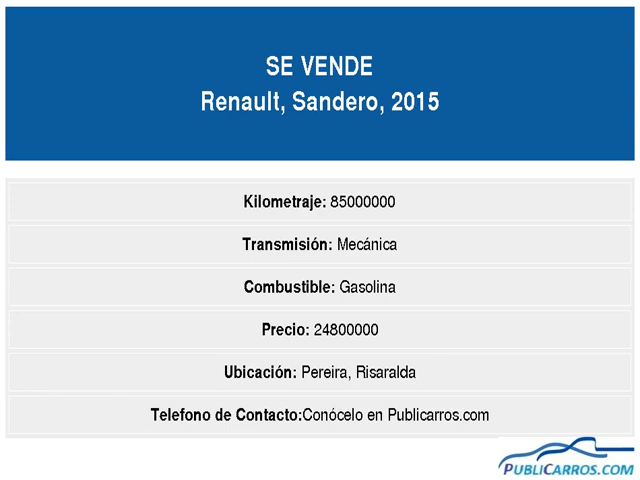 SE VENDE
Renault, Sandero, 2015
Kilometraje: 85000000
Transmisión: Mecánica
Combustible: Gasolina
Precio: 24800000
Ubicación: Pereira, Risaralda
Telefono de Contacto:Conócelo en Publicarros.com
PUBLICARROS.COM